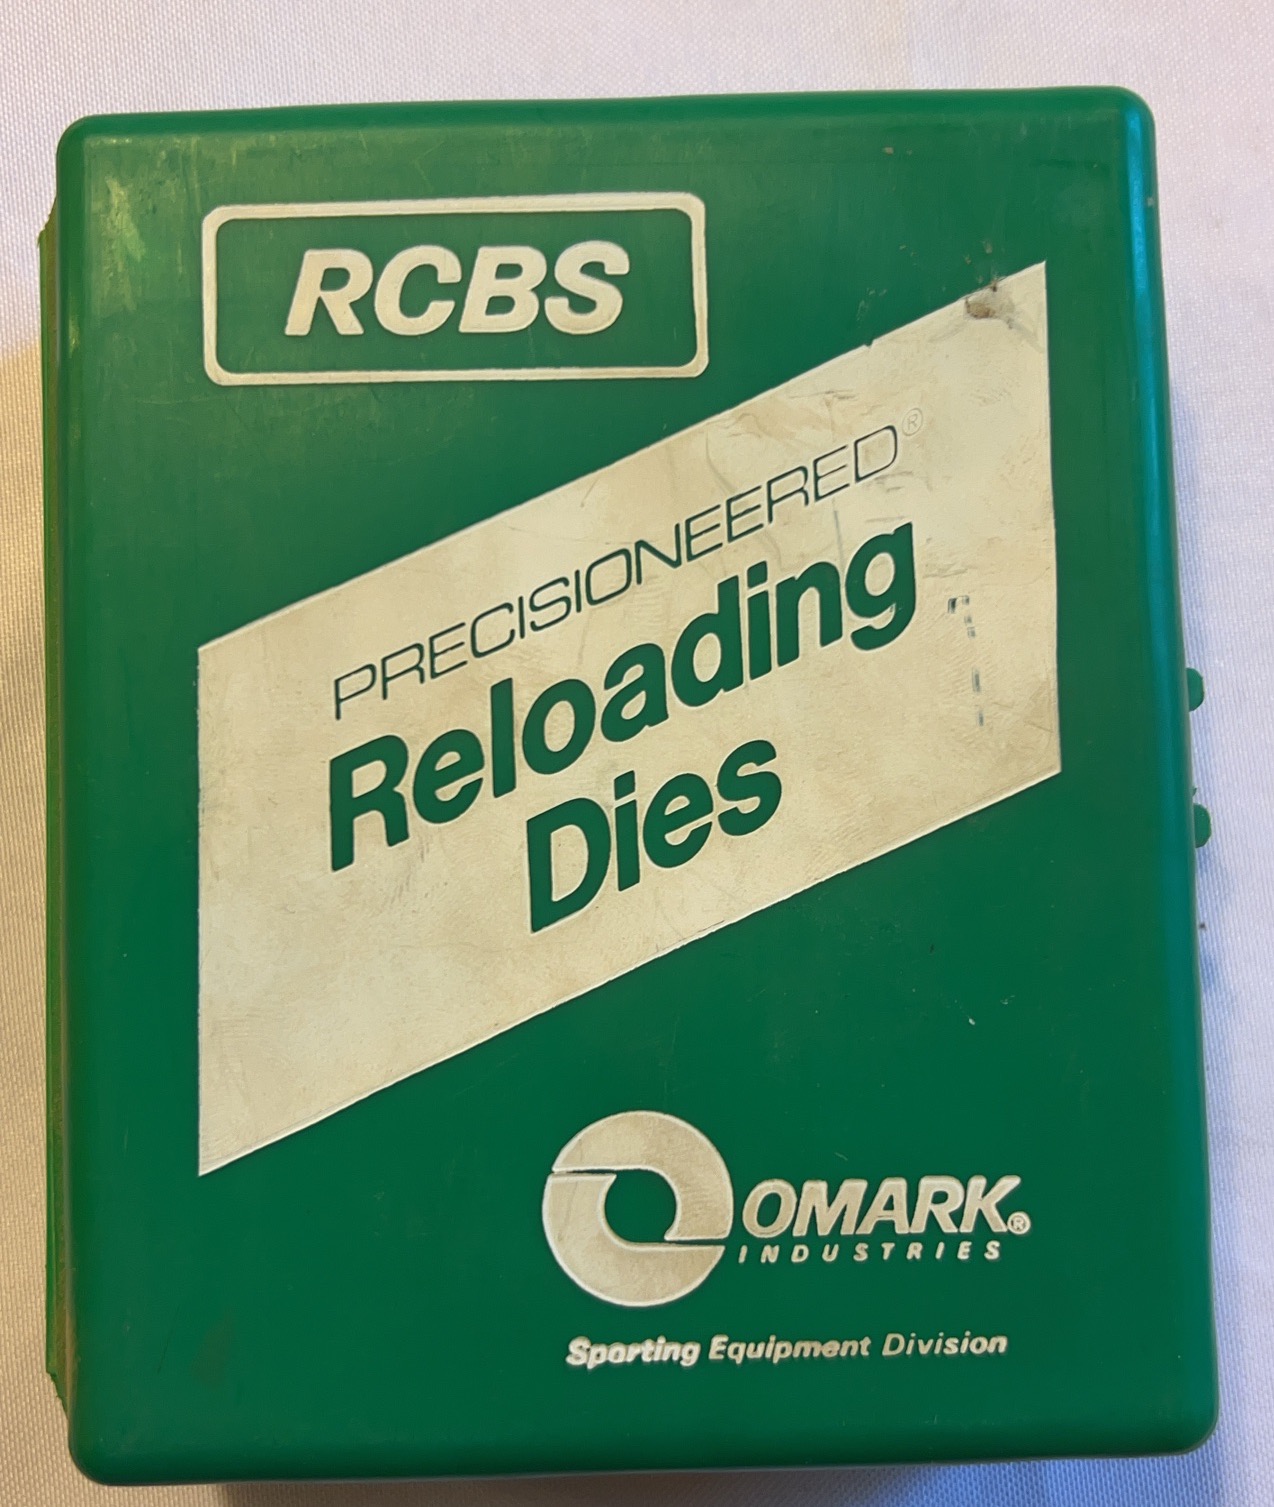 RCBS
PRECISIONEERED®
Reloading
Dies
OMARK®
INDUSTRIES
Sporting Equipment Division